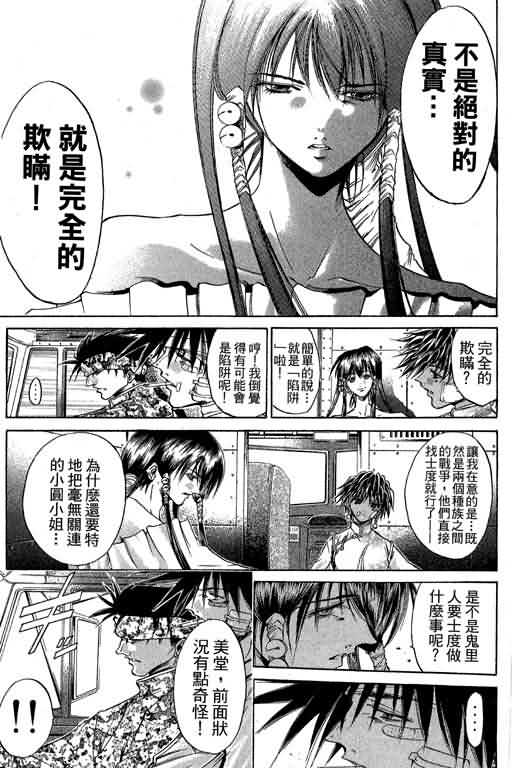 不是絕對的
真實…
就是完全的
欺瞞！
完全的
欺瞞？
簡單的說…
就是「陷阱
」啦！
哼！我倒覺
得有可能會
是陷阱呢！
…
讓我在意的是…既
然是兩個種族之間
的戰爭，他們直接
找士度就行了——
為什麼還要特
地把毫無關連
的小圓小姐…
是不是鬼里
人要士度做
什麼事呢？
…
美堂，前面狀
況有點奇怪！
！！